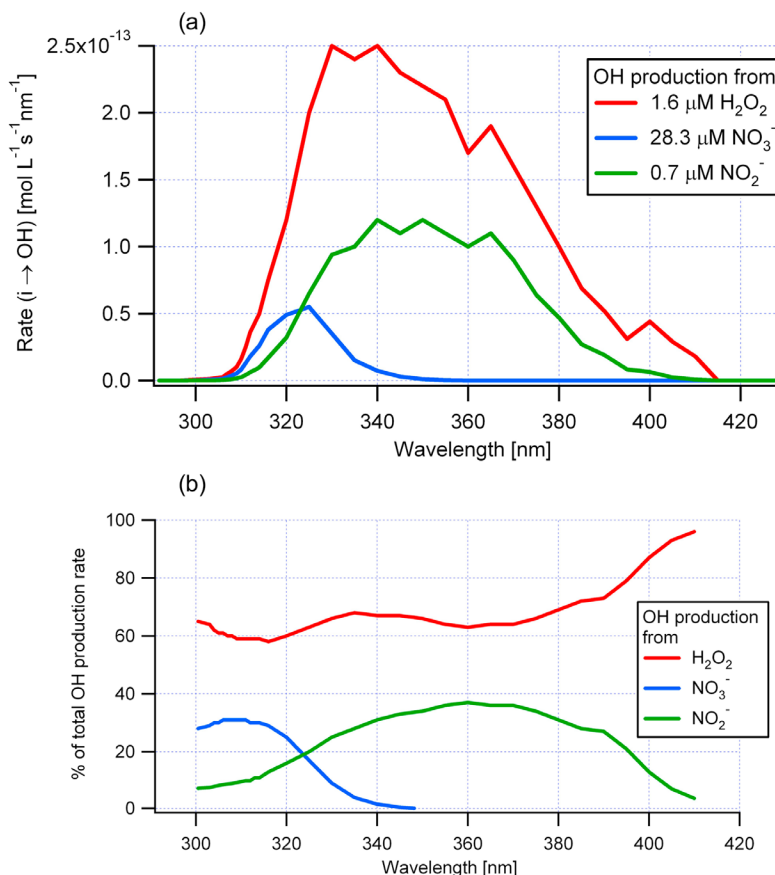 (a)
2.5x10⁻¹³
2.0
1.5
1.0
0.5
0.0
Rate (i → OH) [mol L⁻¹s⁻¹nm⁻¹]
OH production from
1.6 μM H₂O₂
28.3 μM NO₃⁻
0.7 μM NO₂⁻
300 320 340 360 380 400 420
Wavelength [nm]
(b)
100
80
60
40
20
0
% of total OH production rate
OH production
from
H₂O₂
NO₃⁻
NO₂⁻
300 320 340 360 380 400 420
Wavelength [nm]